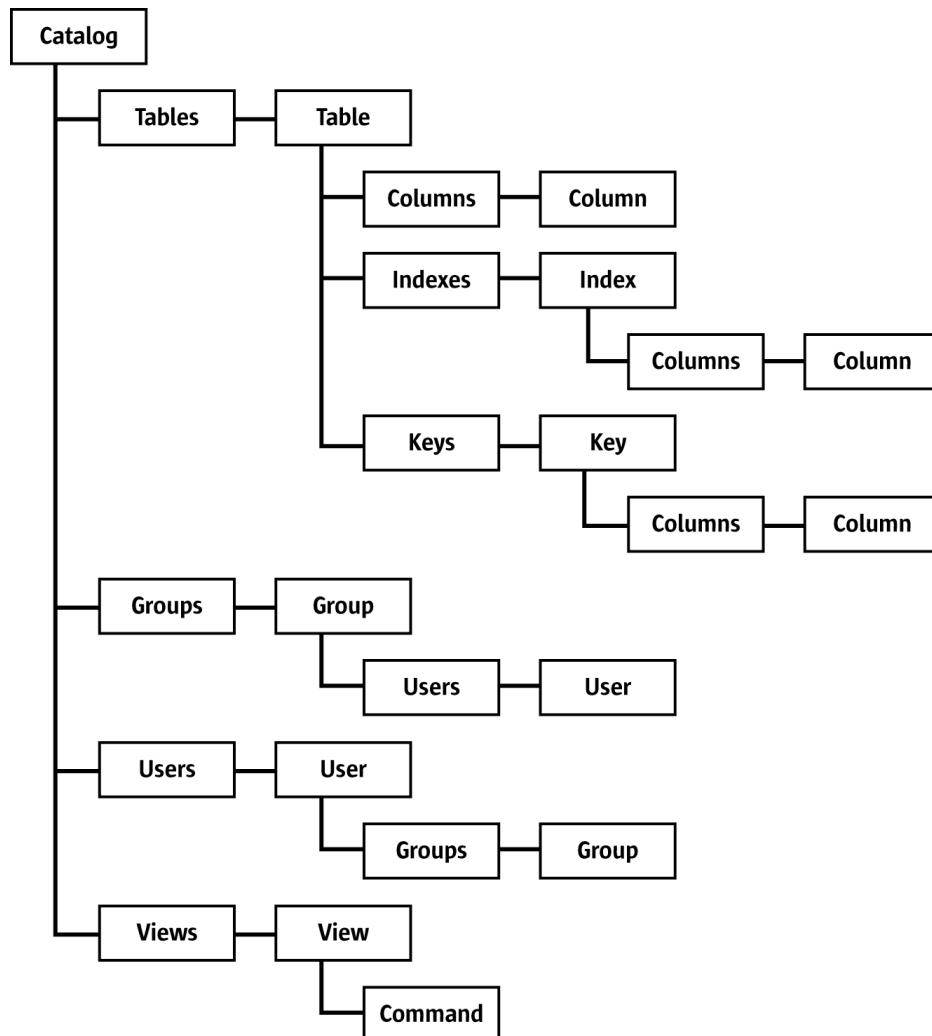 Catalog
Tables Table
Columns Column
Indexes Index
Columns Column
Keys Key
Columns Column
Groups Group
Users User
Users User
Groups Group
Views View
Command